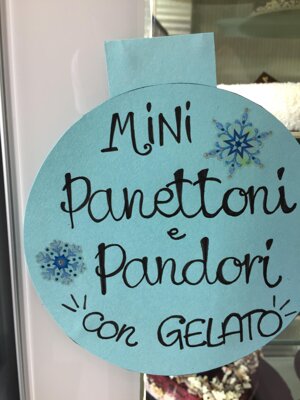 MiNi
Panettoni
e
Pandori
con GELATO